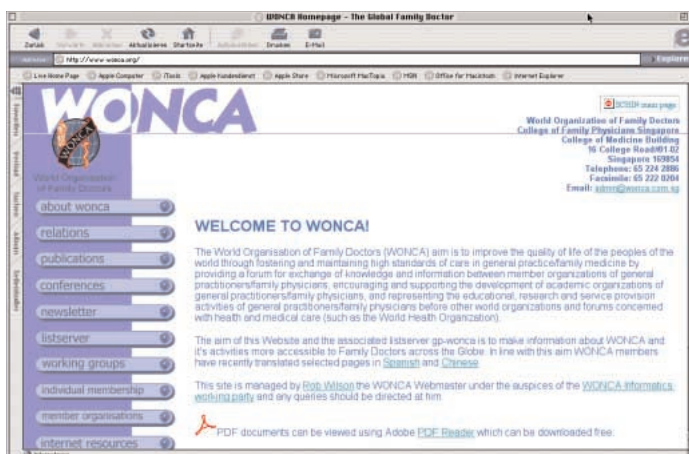 WONCA Homepage - The Global Family Doctor
Zurück Vorwärts Abbrechen Aktualisieren Startseite Drucken E-Mail
http://www.wonca.org/
Explore
Live Home Page Apple Computer iTools Apple Kundendienst Apple Store Microsoft MacTopia MSN Office for Macintosh Internet Explorer
Favoriten
Verlauf
Suchen
WONCA
WONCA
World Organization of Family Doctors
College of Family Physicians Singapore
College of Medicine Building
16 College Road#01-02
Singapore 169854
Telephone: 65 224 2886
Facsimile: 65 222 0204
Email: admin@wonca.com.sg
World Organisation
of Family Doctors
about wonca
relations
publications
conferences
newsletter
listserver
working groups
individual membership
member organisations
internet resources
WELCOME TO WONCA!
The World Organisation of Family Doctors (WONCA) aim is to improve the quality of life of the peoples of the
world through fostering and maintaining high standards of care in general practice/family medicine by
providing a forum for exchange of knowledge and information between member organizations of general
practitioners/family physicians, encouraging and supporting the development of academic organizations of
general practitioners/family physicians, and representing the educational, research and service provision
activities of general practitioners/family physicians before other world organizations and forums concerned
with health and medical care (such as the World Health Organization).
The aim of this Website and the associated listserver gp-wonca is to make information about WONCA and
it's activities more accessible to Family Doctors across the Globe. In line with this aim WONCA members
have recently translated selected pages in Spanish and Chinese.
This site is managed by Rob Wilson the WONCA Webmaster under the auspices of the WONCA Informatics
working party and any queries should be directed at him
PDF documents can be viewed using Adobe PDF Reader which can be downloaded free.